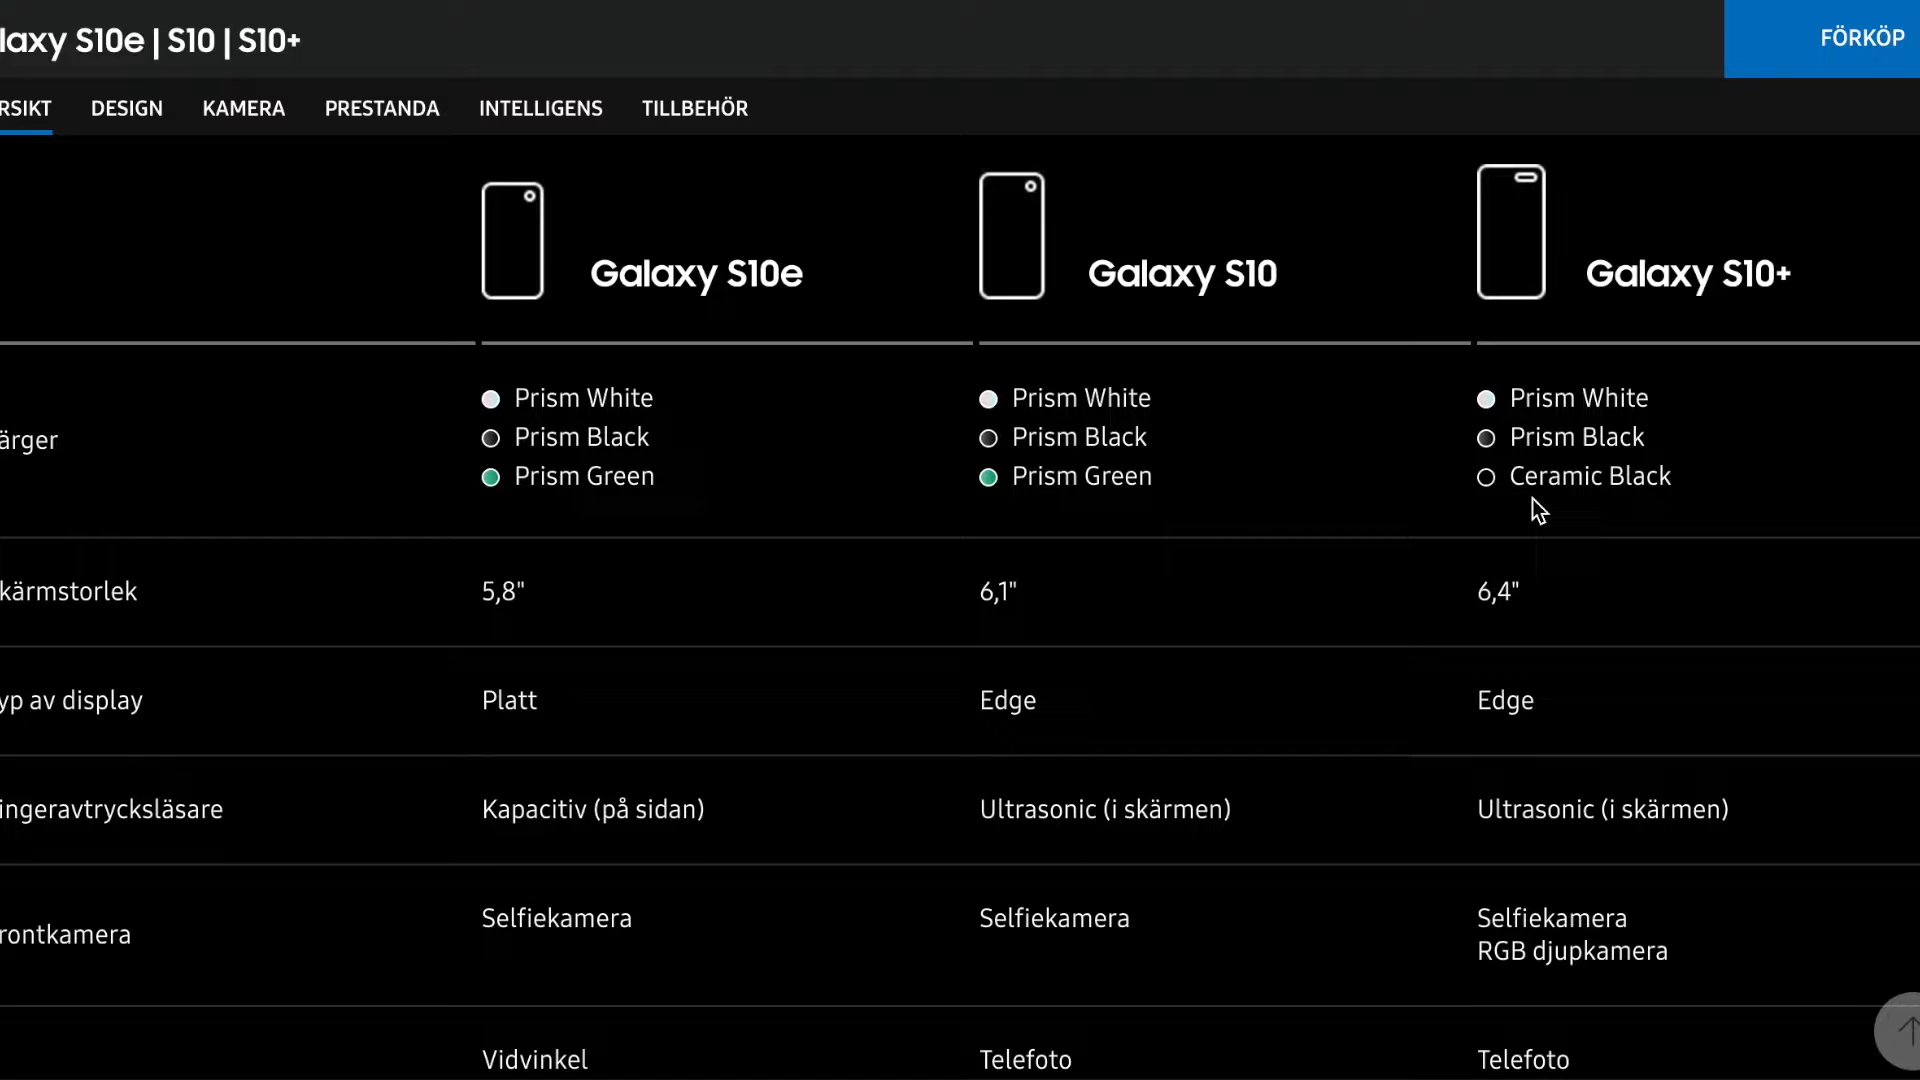 laxy S10e | S10 | S10+
FÖRKÖP
RSIKT DESIGN KAMERA PRESTANDA INTELLIGENS TILLBEHÖR
Galaxy S10e Galaxy S10 Galaxy S10+
Prism White Prism White Prism White
ärger Prism Black Prism Black Prism Black
Prism Green Prism Green Ceramic Black
kärmstorlek 5,8" 6,1" 6,4"
yp av display Platt Edge Edge
ingeravtrycksläsare Kapacitiv (på sidan) Ultrasonic (i skärmen) Ultrasonic (i skärmen)
rontkamera Selfiekamera Selfiekamera Selfiekamera
RGB djupkamera
Vidvinkel Telefoto Telefoto